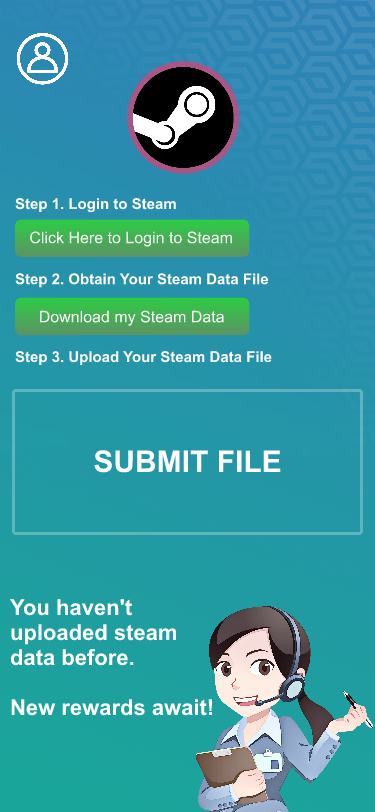 Step 1. Login to Steam
Click Here to Login to Steam
Step 2. Obtain Your Steam Data File
Download my Steam Data
Step 3. Upload Your Steam Data File
SUBMIT FILE
You haven't
uploaded steam
data before.
New rewards await!